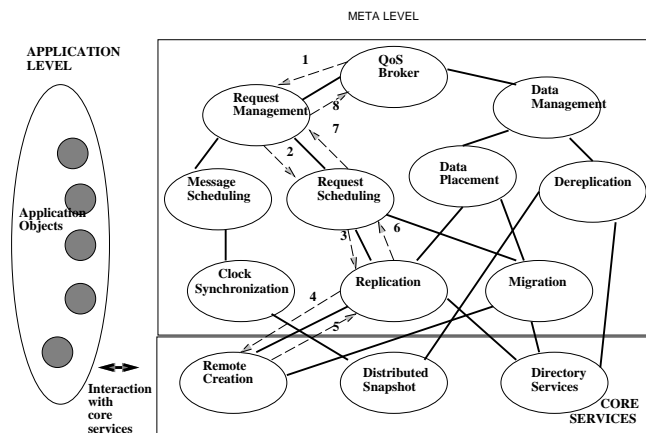 META LEVEL
APPLICATION
LEVEL
QoS
Broker
1
8
Request
Management
Data
Management
7
2
Message
Scheduling
Request
Scheduling
Data
Placement
Dereplication
Application
Objects
3
6
Clock
Synchronization
Replication
Migration
4
5
Remote
Creation
Distributed
Snapshot
Directory
Services
Interaction
with
core
services
CORE
SERVICES